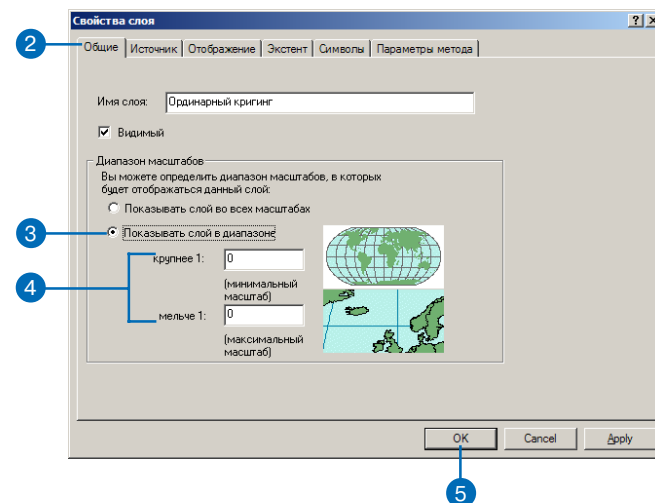 Свойства слоя
? X
2
Общие Источник Отображение Экстент Символы Параметры метода
Имя слоя: Ординарный кригинг
Видимый
Диапазон масштабов
Вы можете определить диапазон масштабов, в которых
будет отображаться данный слой:
Показывать слой во всех масштабах
3
Показывать слой в диапазоне
крупнее 1: 0
(минимальный
масштаб)
4
мельче 1: 0
(максимальный
масштаб)
OK Cancel Apply
5